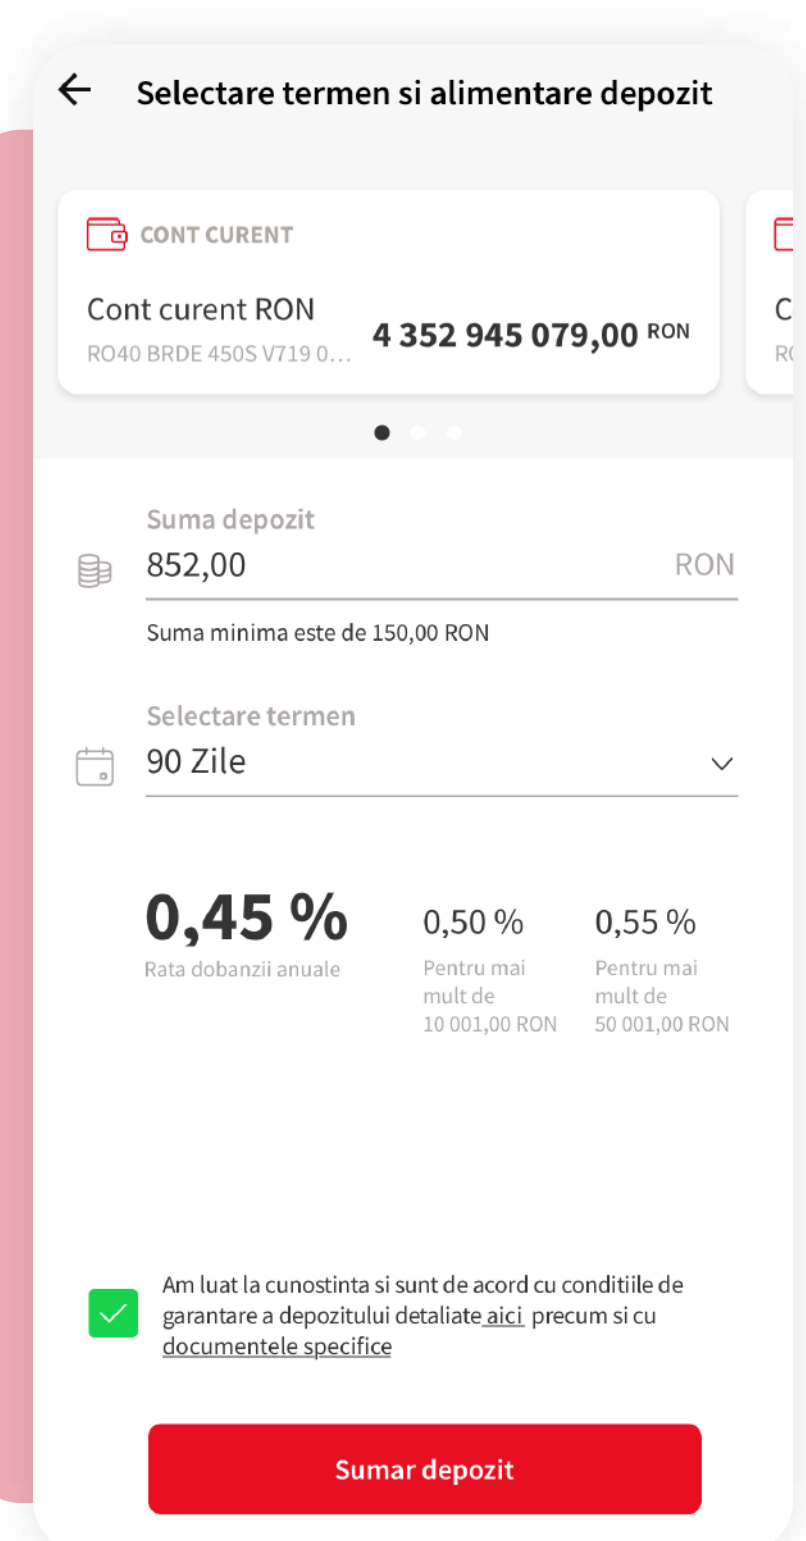 Selectare termen si alimentare depozit
CONT CURENT
Cont curent RON
4 352 945 079,00 RON
RO40 BRDE 450S V719 0...
Suma depozit
852,00 RON
Suma minima este de 150,00 RON
Selectare termen
90 Zile
0,45 %
Rata dobanzii anuale
0,50 %
Pentru mai
mult de
10 001,00 RON
0,55 %
Pentru mai
mult de
50 001,00 RON
Am luat la cunostinta si sunt de acord cu conditiile de
garantare a depozitului detaliate aici precum si cu
documentele specifice
Sumar depozit